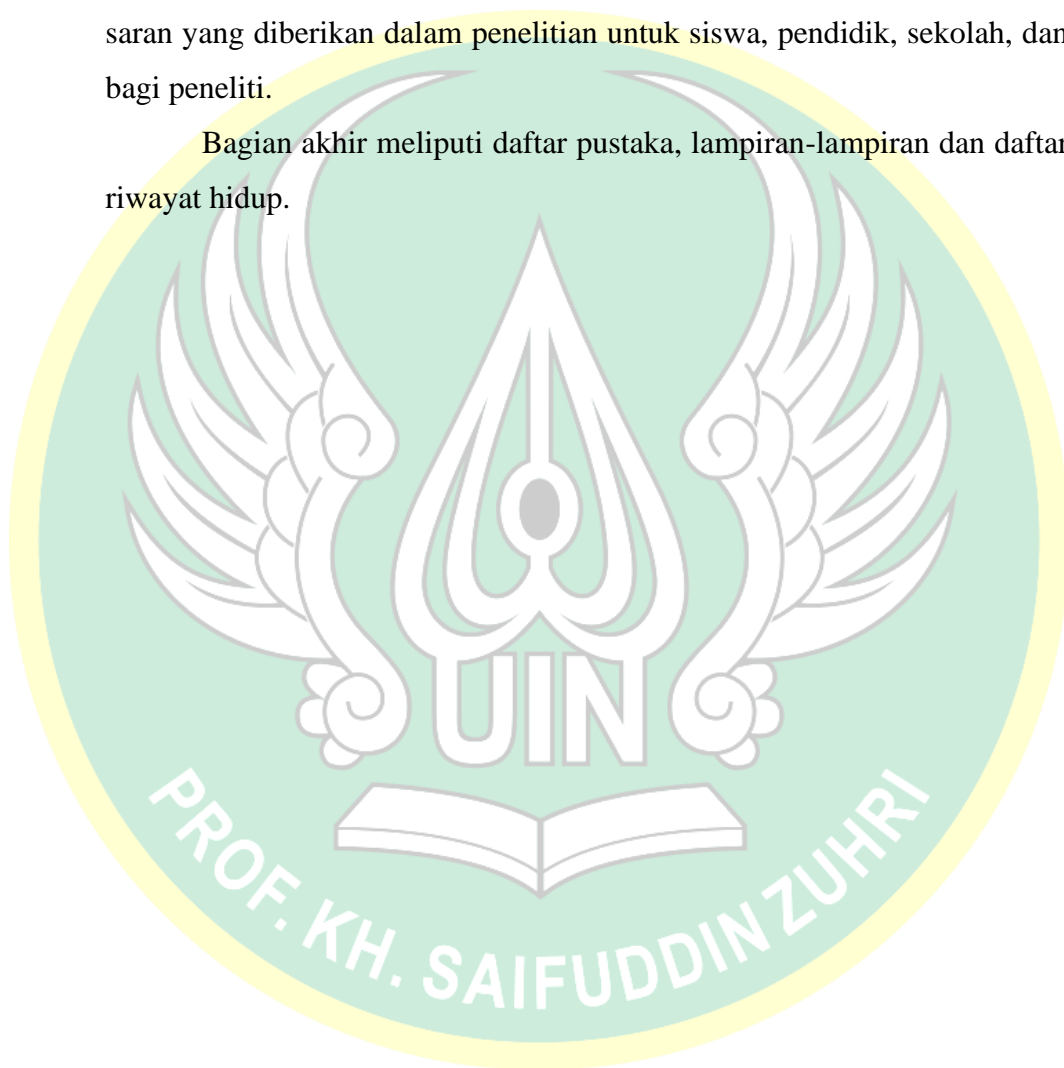 saran yang diberikan dalam penelitian untuk siswa, pendidik, sekolah, dan
bagi peneliti.
Bagian akhir meliputi daftar pustaka, lampiran-lampiran dan daftar
riwayat hidup.
UIN
PROF. KH. SAIFUDDIN ZUHRI